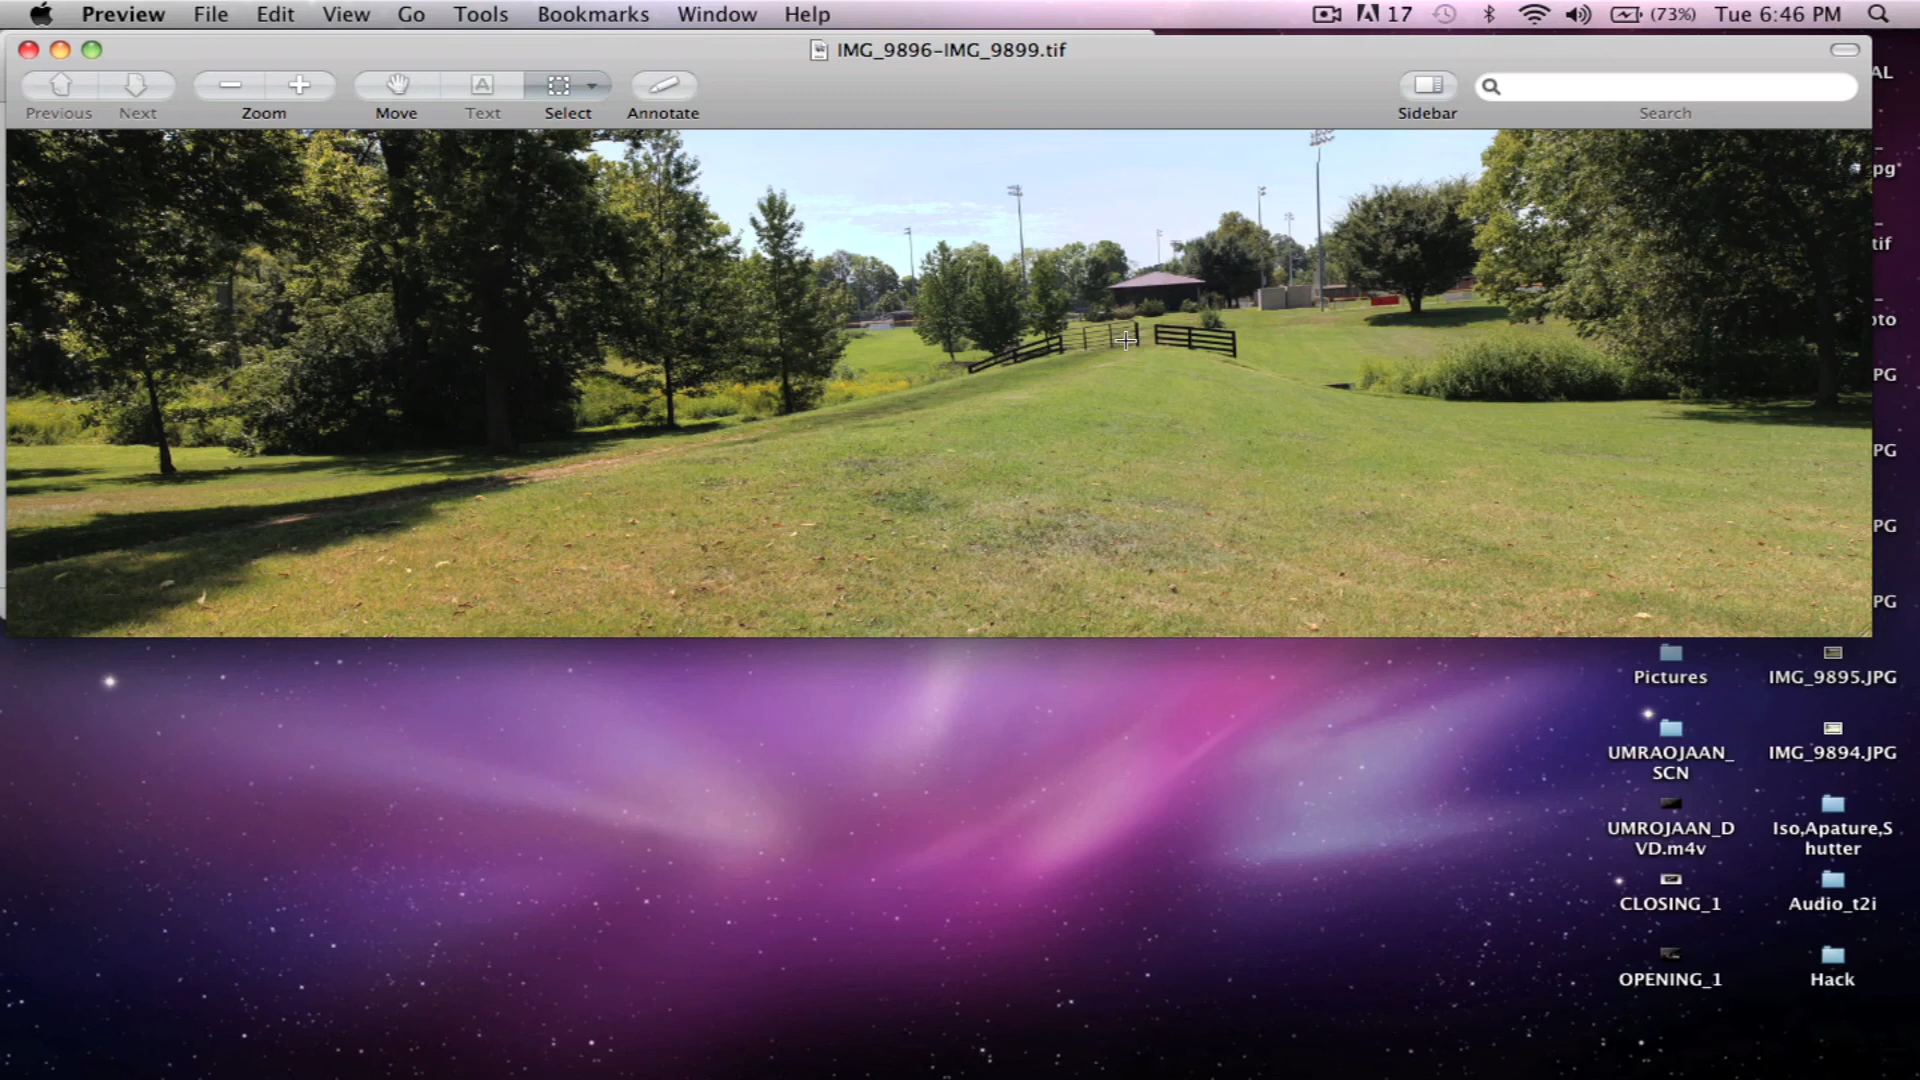 Preview File Edit View Go Tools Bookmarks Window Help 17 (73%) Tue 6:46 PM
IMG_9896-IMG_9899.tif
Previous Next Zoom Move Text Select Annotate Sidebar Search
AL
pg
tif
oto
PG
PG
PG
PG
Pictures IMG_9895.JPG
UMRAOJAAN_ IMG_9894.JPG
SCN
UMROJAAN_D Iso,Apature,S
VD.m4v hutter
CLOSING_1 Audio_t2i
OPENING_1 Hack